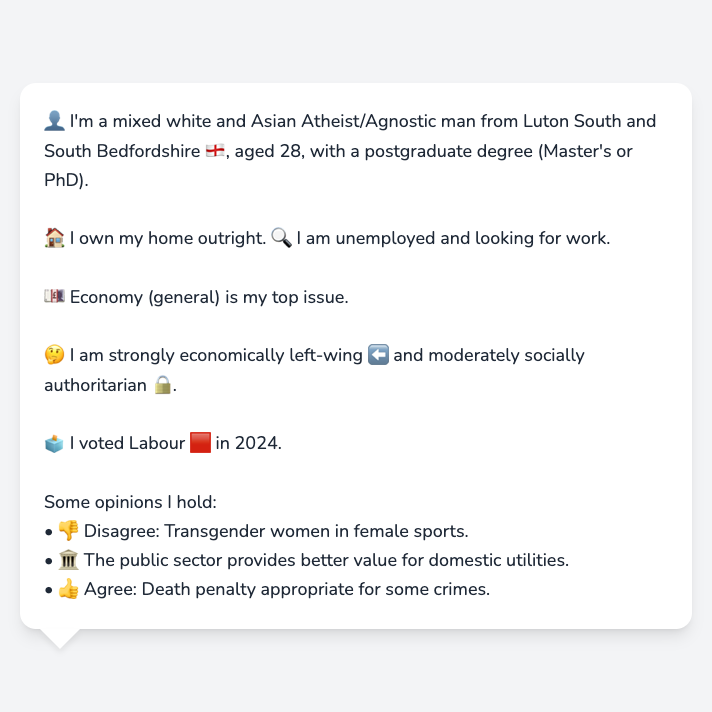 👤 I'm a mixed white and Asian Atheist/Agnostic man from Luton South and
South Bedfordshire 🏴󠁧󠁢󠁥󠁮󠁧󠁿, aged 28, with a postgraduate degree (Master's or
PhD).
🏠 I own my home outright. 🔍 I am unemployed and looking for work.
💷 Economy (general) is my top issue.
🤔 I am strongly economically left-wing ⬅️ and moderately socially
authoritarian 🔒.
🗳️ I voted Labour 🟥 in 2024.
Some opinions I hold:
• 👎 Disagree: Transgender women in female sports.
• 🏛️ The public sector provides better value for domestic utilities.
• 👍 Agree: Death penalty appropriate for some crimes.